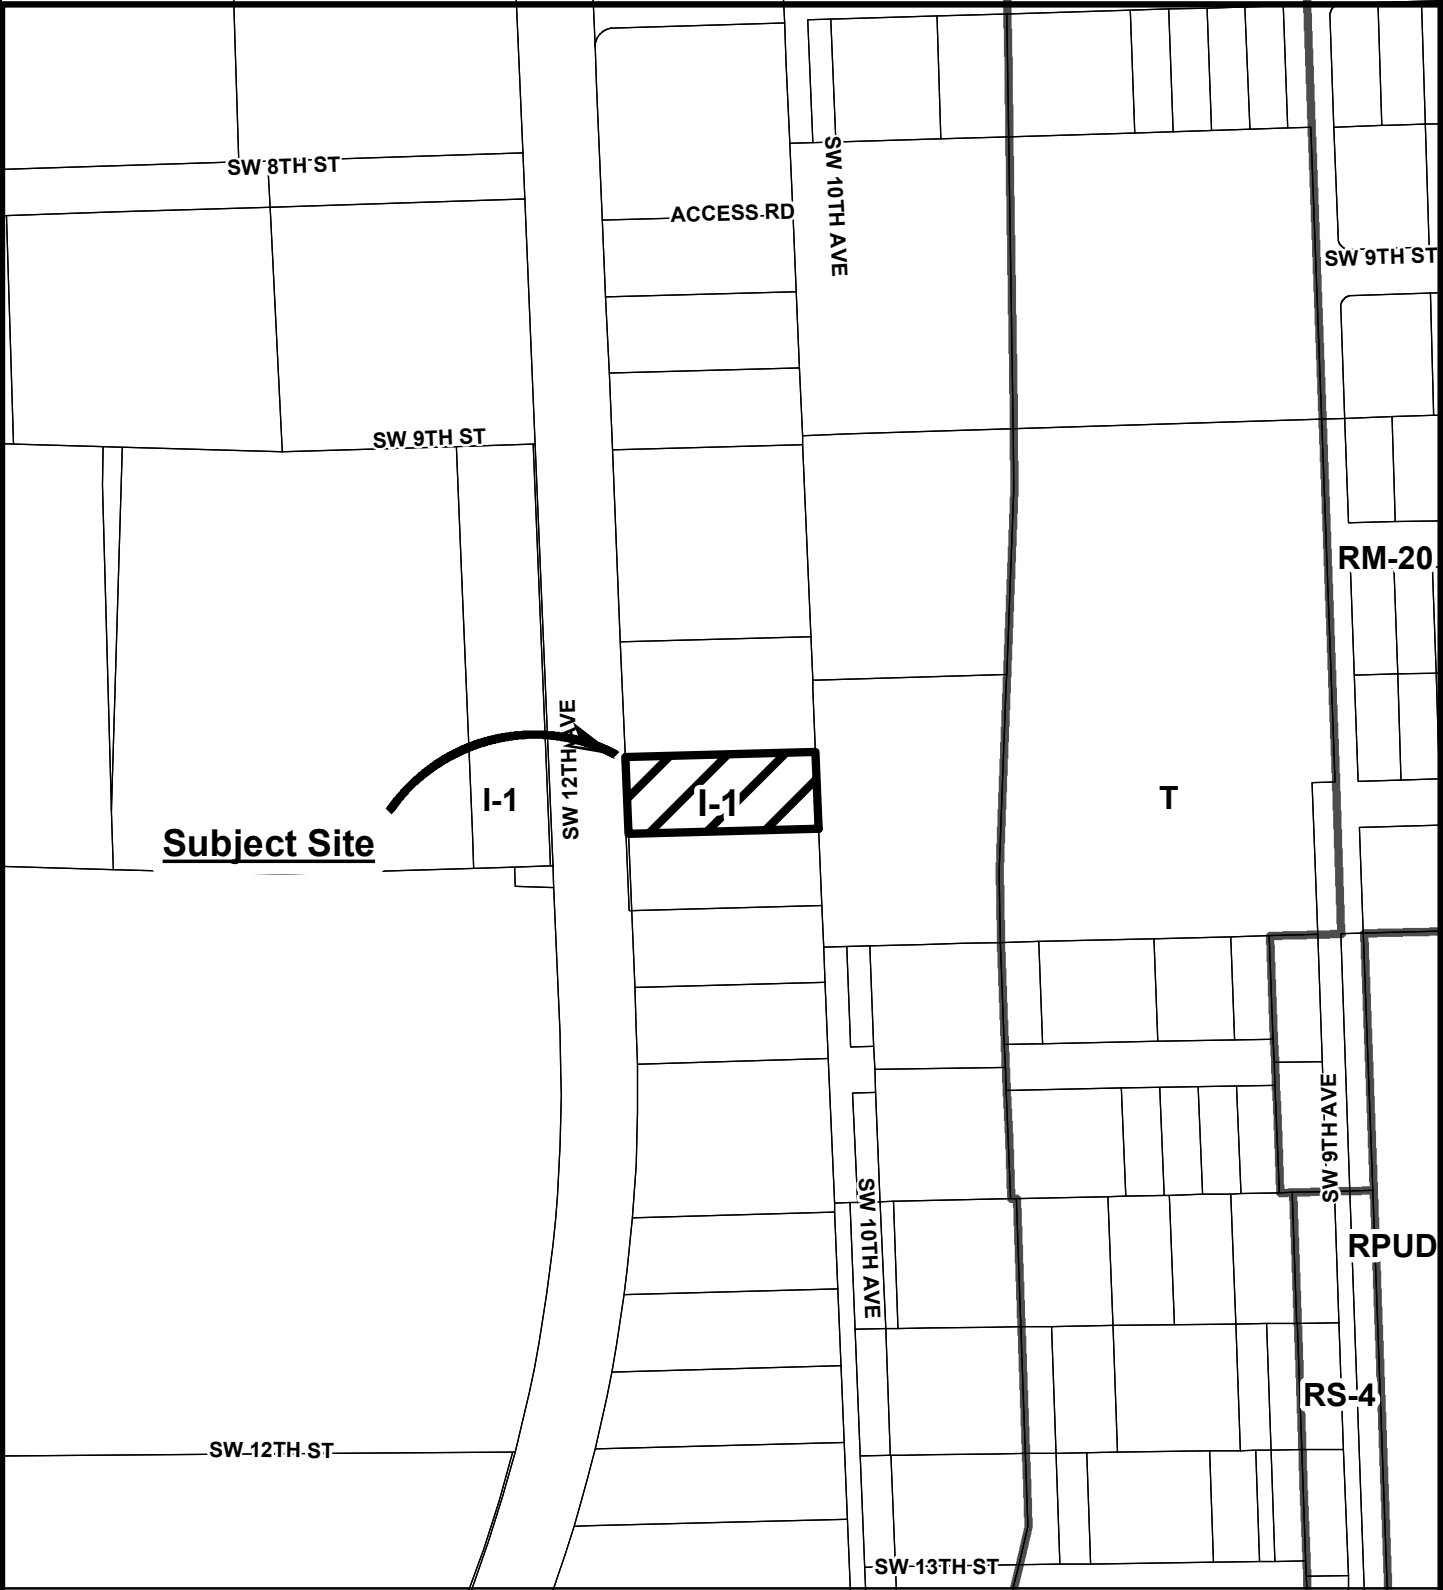 SW 8TH ST
SW 10TH AVE
ACCESS RD
SW 9TH ST
SW 9TH ST
RM-20
SW 12TH AVE
I-1
I-1
T
Subject Site
SW 9TH AVE
SW 10TH AVE
RPUD
RS-4
SW 12TH ST
SW 13TH ST